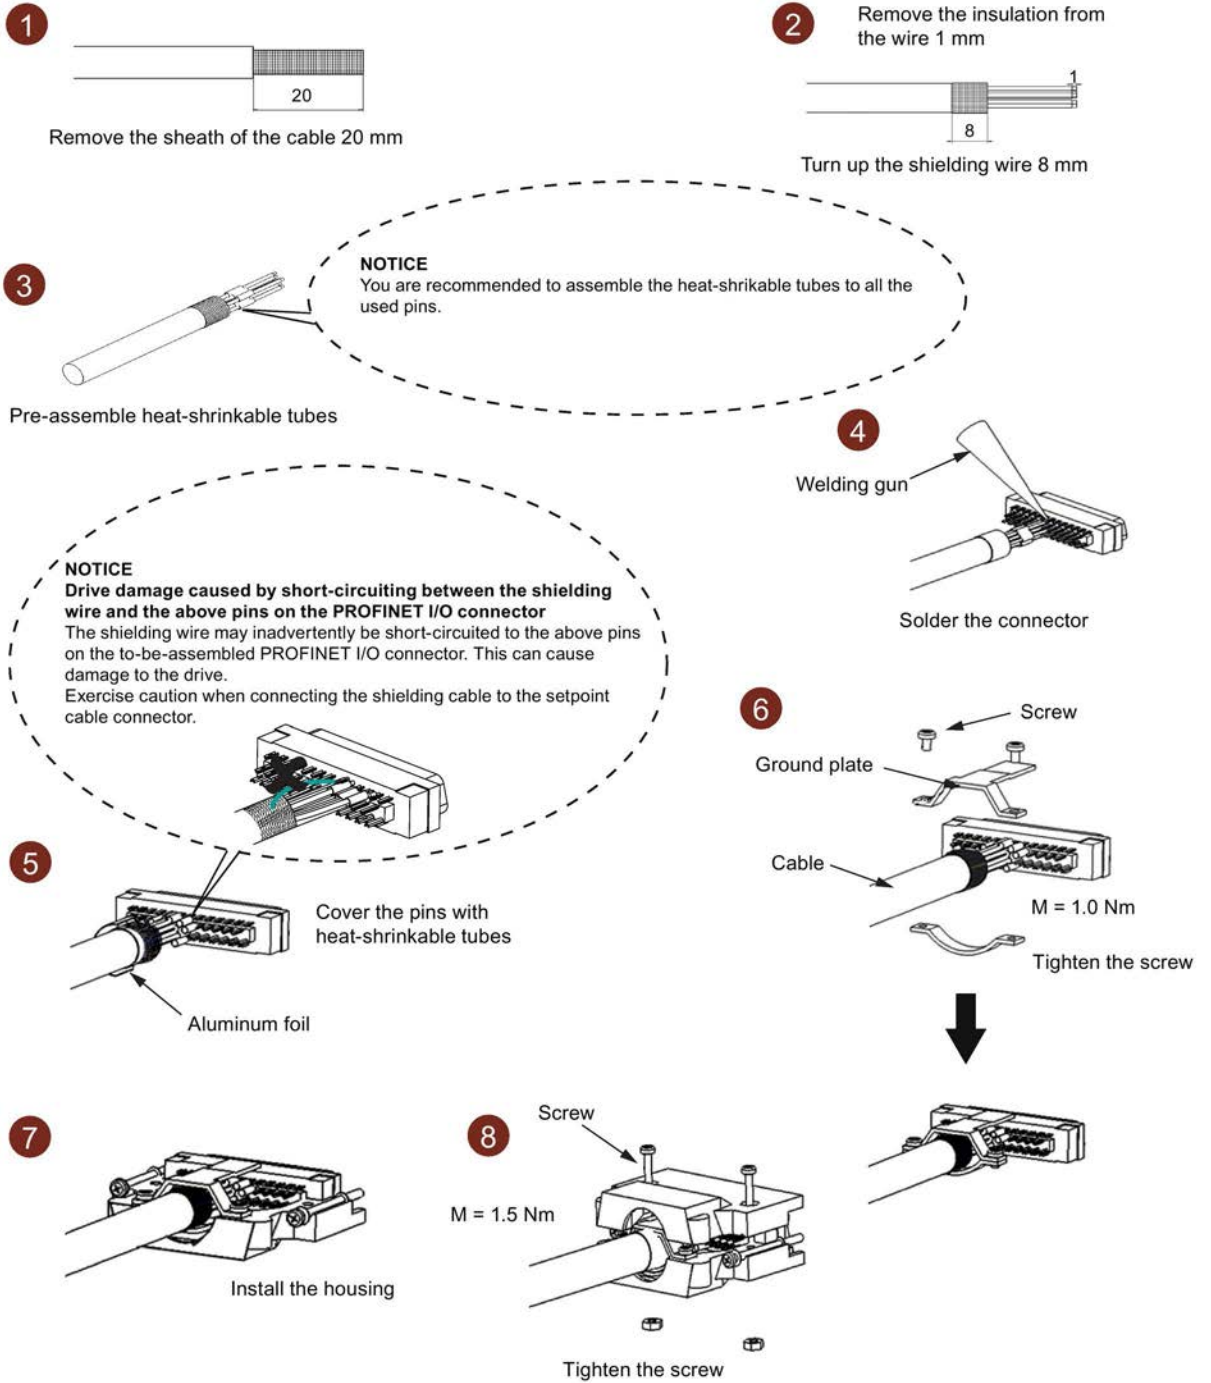 1
20
Remove the sheath of the cable 20 mm
2
Remove the insulation from
the wire 1 mm
1
8
Turn up the shielding wire 8 mm
3
NOTICE
You are recommended to assemble the heat-shrikable tubes to all the
used pins.
Pre-assemble heat-shrinkable tubes
4
Welding gun
Solder the connector
NOTICE
Drive damage caused by short-circuiting between the shielding
wire and the above pins on the PROFINET I/O connector
The shielding wire may inadvertently be short-circuited to the above pins
on the to-be-assembled PROFINET I/O connector. This can cause
damage to the drive.
Exercise caution when connecting the shielding cable to the setpoint
cable connector.
5
Cover the pins with
heat-shrinkable tubes
Aluminum foil
6
Screw
Ground plate
Cable
M = 1.0 Nm
Tighten the screw
7
Install the housing
8
Screw
M = 1.5 Nm
Tighten the screw